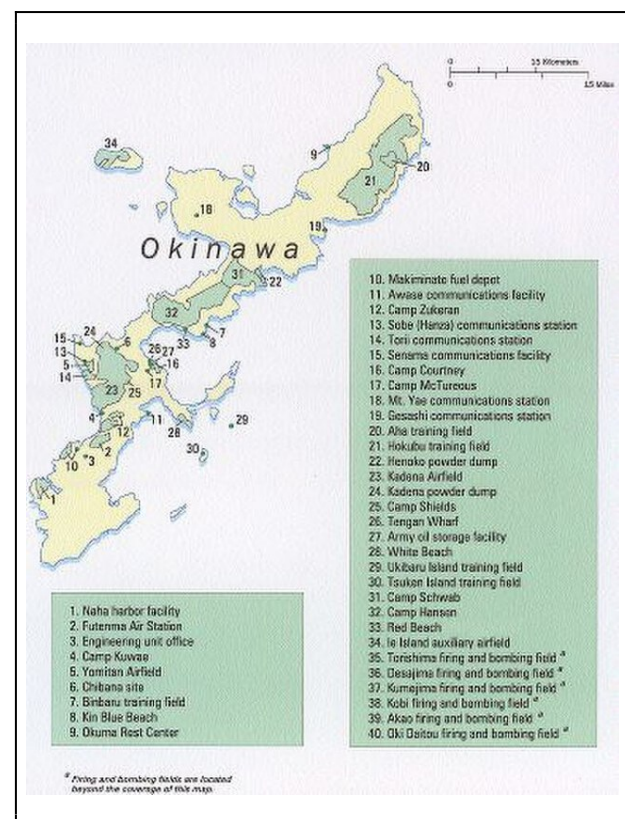 0 15 Kilometers
0 15 Miles
34
9
20
21
18
19
Okinawa
31
22
32
7
33
8
24
15
6
13
26
27
5
16
14
17
23
25
4
11
28
29
12
30
2
10
3
1
10. Makiminato fuel depot
11. Awase communications facility
12. Camp Zukeran
13. Sobe (Hanza) communications station
14. Torii communications station
15. Senama communications facility
16. Camp Courtney
17. Camp McTureous
18. Mt. Yae communications station
19. Gesashi communications station
20. Aha training field
21. Hokubu training field
22. Henoko powder dump
23. Kadena Airfield
24. Kadena powder dump
25. Camp Shields
26. Tengan Wharf
27. Army oil storage facility
28. White Beach
29. Ukibaru Island training field
30. Tsuken Island training field
31. Camp Schwab
32. Camp Hansen
33. Red Beach
34. Ie Island auxiliary airfield
35. Torishima firing and bombing field a
36. Desajima firing and bombing field a
37. Kumejima firing and bombing field a
38. Kobi firing and bombing field a
39. Akao firing and bombing field a
40. Oki Daitou firing and bombing field a
1. Naha harbor facility
2. Futenma Air Station
3. Engineering unit office
4. Camp Kuwae
5. Yomitan Airfield
6. Chibana site
7. Binbaru training field
8. Kin Blue Beach
9. Okuma Rest Center
a Firing and bombing fields are located
beyond the coverage of this map.